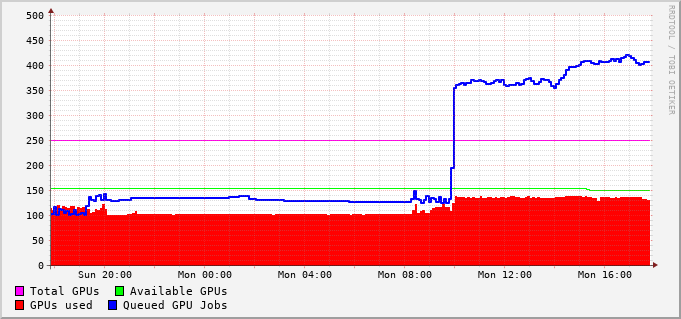 500
450
400
350
300
250
200
150
100
50
0
Sun 20:00 Mon 00:00 Mon 04:00 Mon 08:00 Mon 12:00 Mon 16:00
Total GPUs Available GPUs
GPUs used Queued GPU Jobs
RRDTOOL / TOBI OETIKER